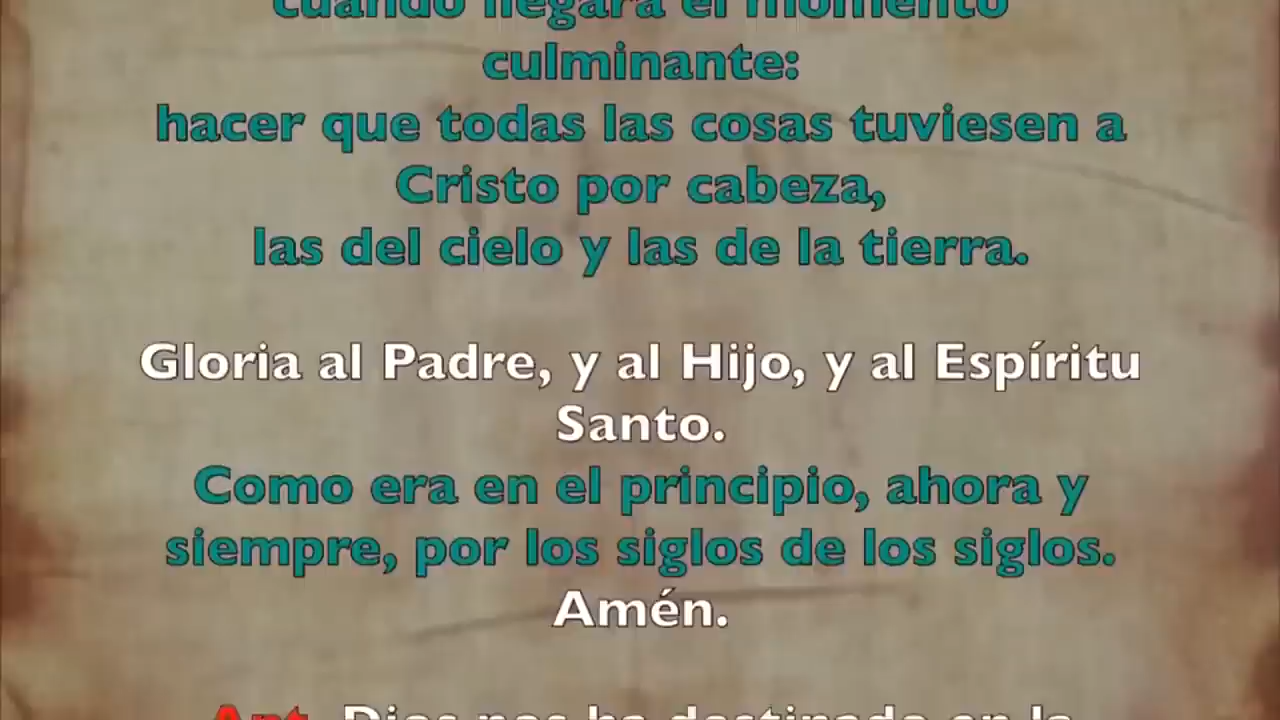 cuando llegara el momento
culminante:
hacer que todas las cosas tuviesen a
Cristo por cabeza,
las del cielo y las de la tierra.
Gloria al Padre, y al Hijo, y al Espíritu
Santo.
Como era en el principio, ahora y
siempre, por los siglos de los siglos.
Amén.
Ant. Dios nos ha destinado en la